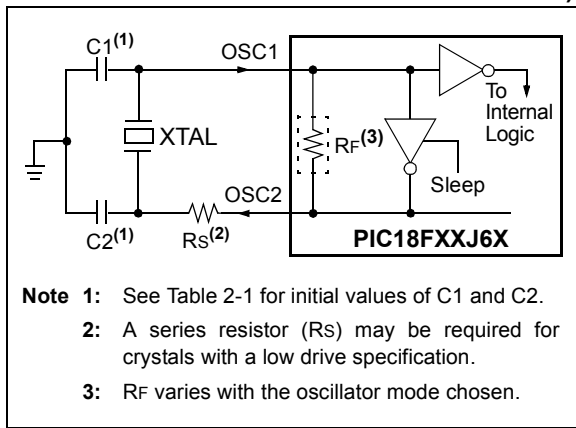 C1(1)
OSC1
To
Internal
Logic
XTAL
RF(3)
Sleep
OSC2
C2(1)
RS(2)
PIC18FXXJ6X
Note 1: See Table 2-1 for initial values of C1 and C2.
2: A series resistor (RS) may be required for
crystals with a low drive specification.
3: RF varies with the oscillator mode chosen.